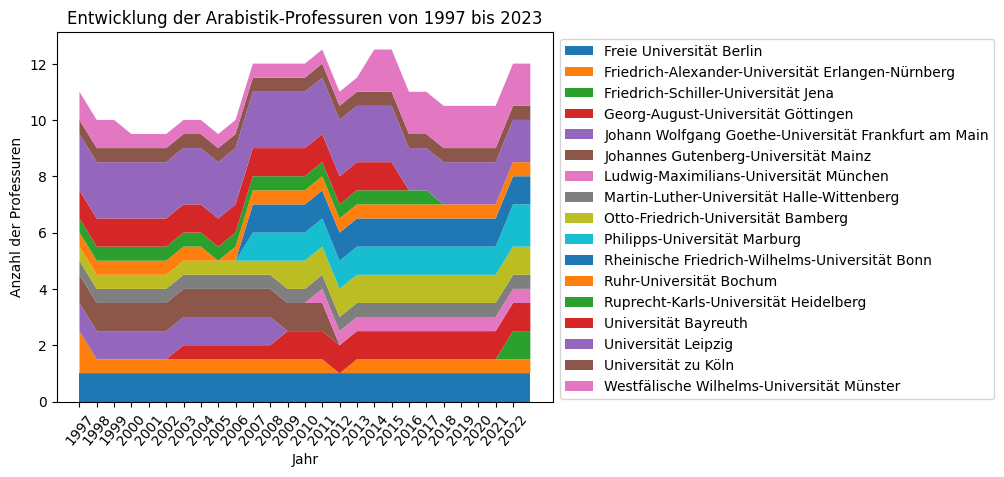 Entwicklung der Arabistik-Professuren von 1997 bis 2023
Anzahl der Professuren
12
10
8
6
4
2
0
1997
1998
1999
2000
2001
2002
2003
2004
2005
2006
2007
2008
2009
2010
2011
2012
2013
2014
2015
2016
2017
2018
2019
2020
2021
2022
Jahr
Freie Universität Berlin
Friedrich-Alexander-Universität Erlangen-Nürnberg
Friedrich-Schiller-Universität Jena
Georg-August-Universität Göttingen
Johann Wolfgang Goethe-Universität Frankfurt am Main
Johannes Gutenberg-Universität Mainz
Ludwig-Maximilians-Universität München
Martin-Luther-Universität Halle-Wittenberg
Otto-Friedrich-Universität Bamberg
Philipps-Universität Marburg
Rheinische Friedrich-Wilhelms-Universität Bonn
Ruhr-Universität Bochum
Ruprecht-Karls-Universität Heidelberg
Universität Bayreuth
Universität Leipzig
Universität zu Köln
Westfälische Wilhelms-Universität Münster